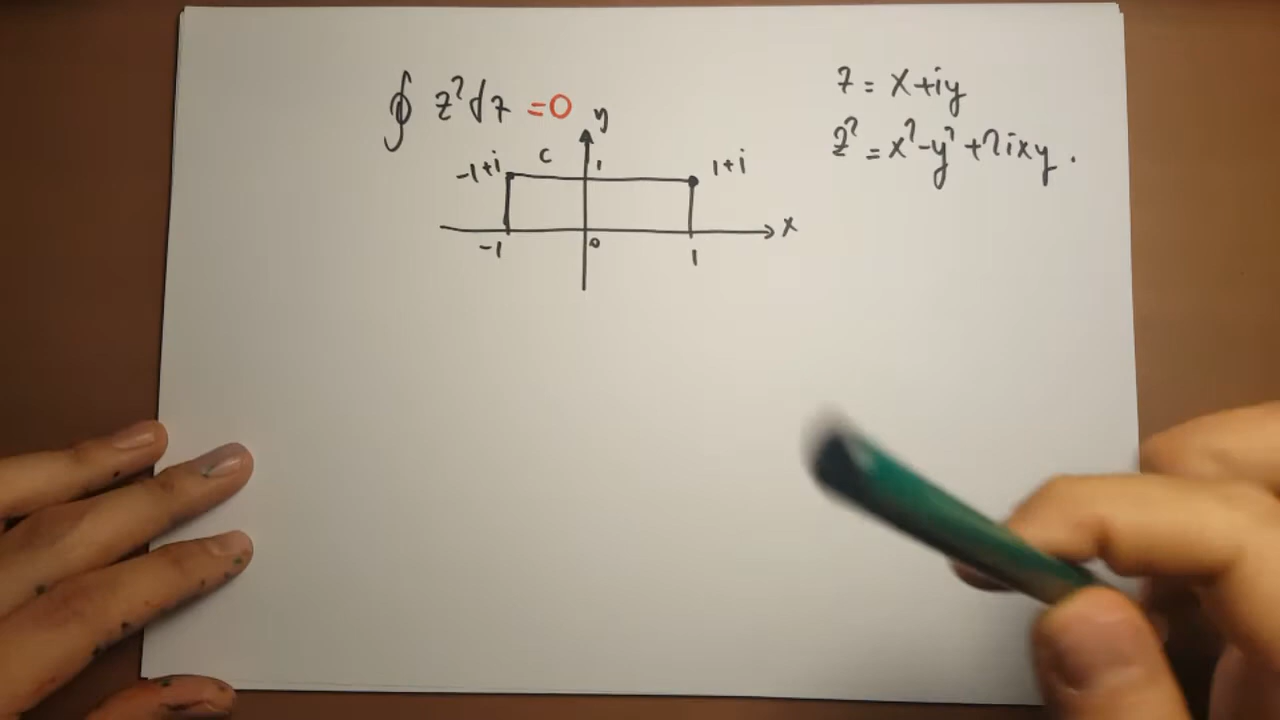 ∮ z² dz = 0
z = x+iy
z² = x²-y²+2ixy.
y
-1+i
C
1
1+i
x
-1
0
1